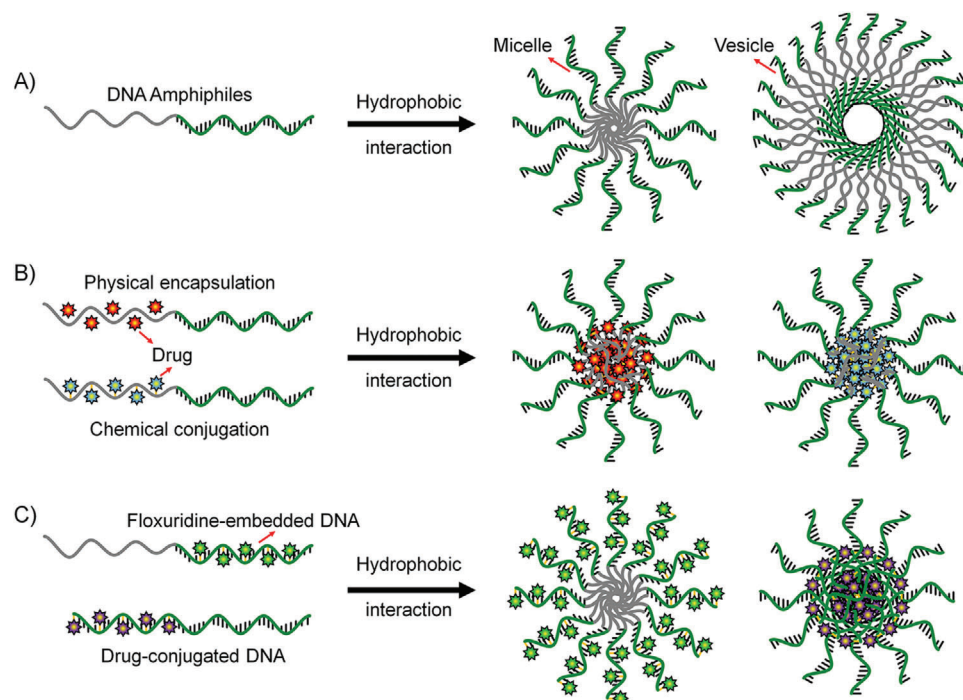 A)
DNA Amphiphiles
Hydrophobic
interaction
Micelle
Vesicle
B)
Physical encapsulation
Drug
Chemical conjugation
Hydrophobic
interaction
C)
Floxuridine-embedded DNA
Drug-conjugated DNA
Hydrophobic
interaction